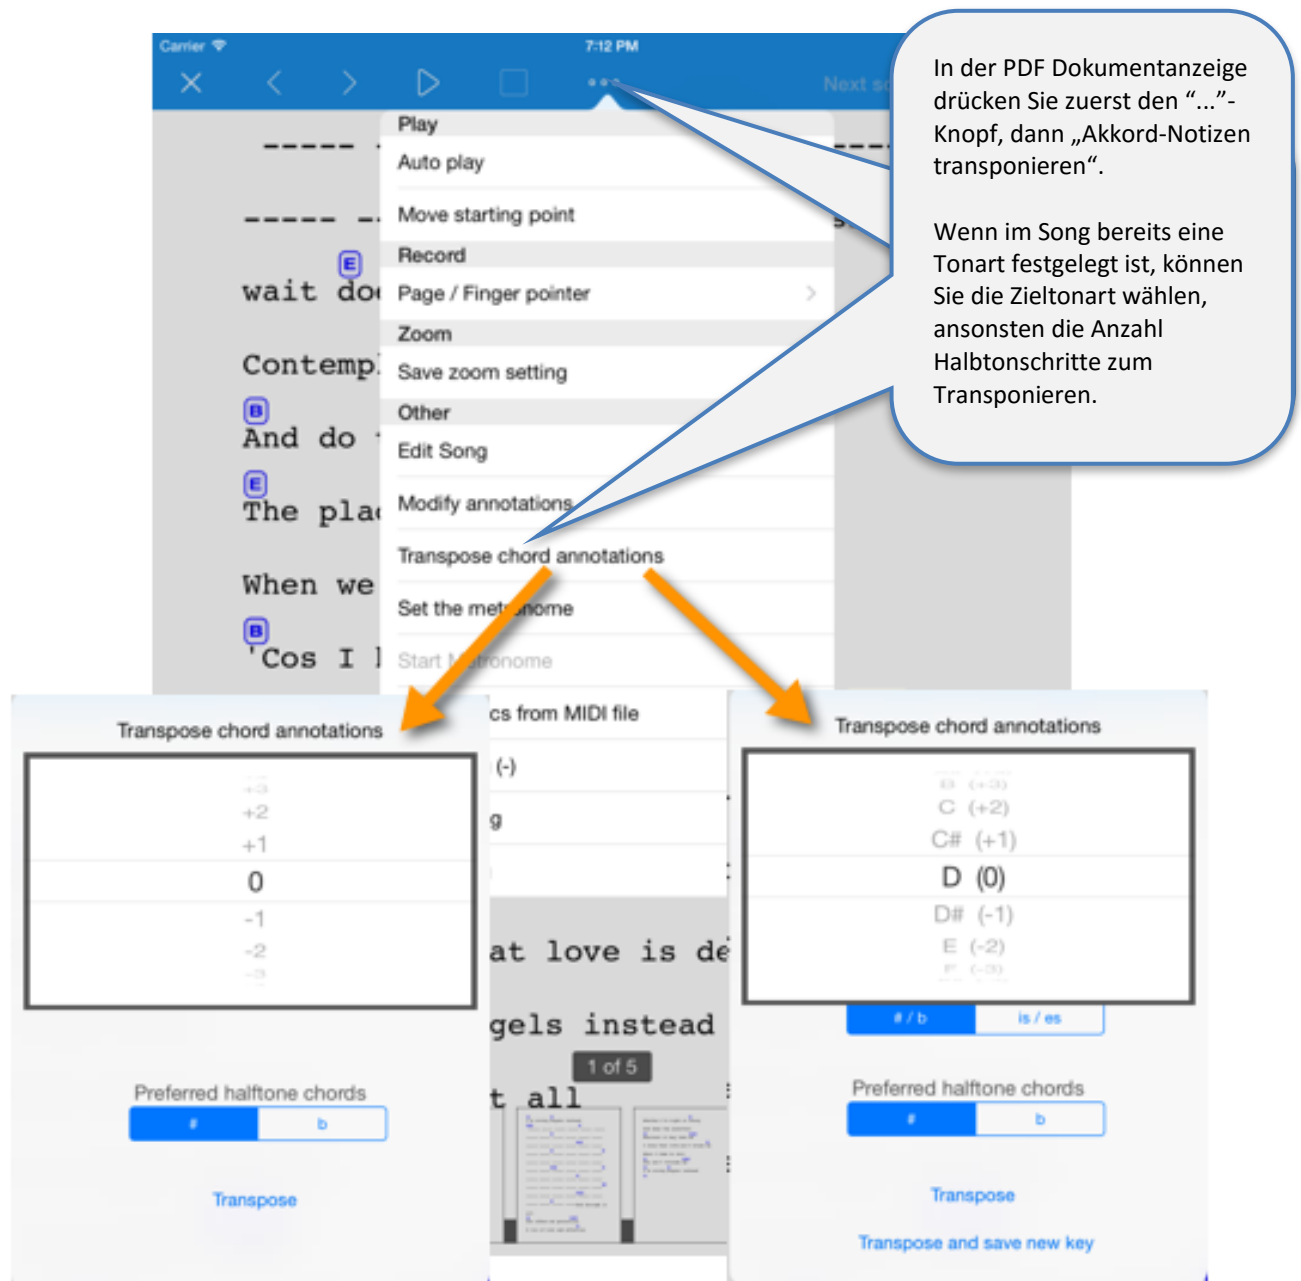 Carrier
7:12 PM
Next
In der PDF Dokumentanzeige
drücken Sie zuerst den “...”-
Knopf, dann „Akkord-Notizen
transponieren“.
Wenn im Song bereits eine
Tonart festgelegt ist, können
Sie die Zieltonart wählen,
ansonsten die Anzahl
Halbtonschritte zum
Transponieren.
Play
Auto play
Move starting point
Record
Page / Finger pointer
Zoom
Save zoom setting
Other
Edit Song
Modify annotations
Transpose chord annotations
Set the metronome
Start Metronome
cs from MIDI file
(-)
g
E
wait
Contemp
B
And do
E
The pla
When we
B
'Cos I
Transpose chord annotations
+3
+2
+1
0
-1
-2
-3
Preferred halftone chords
# b
Transpose
at love is de
gels instead
1 of 5
t all
Transpose chord annotations
B (+3)
C (+2)
C# (+1)
D (0)
D# (-1)
E (-2)
F (-3)
# / b is / es
Preferred halftone chords
# b
Transpose
Transpose and save new key